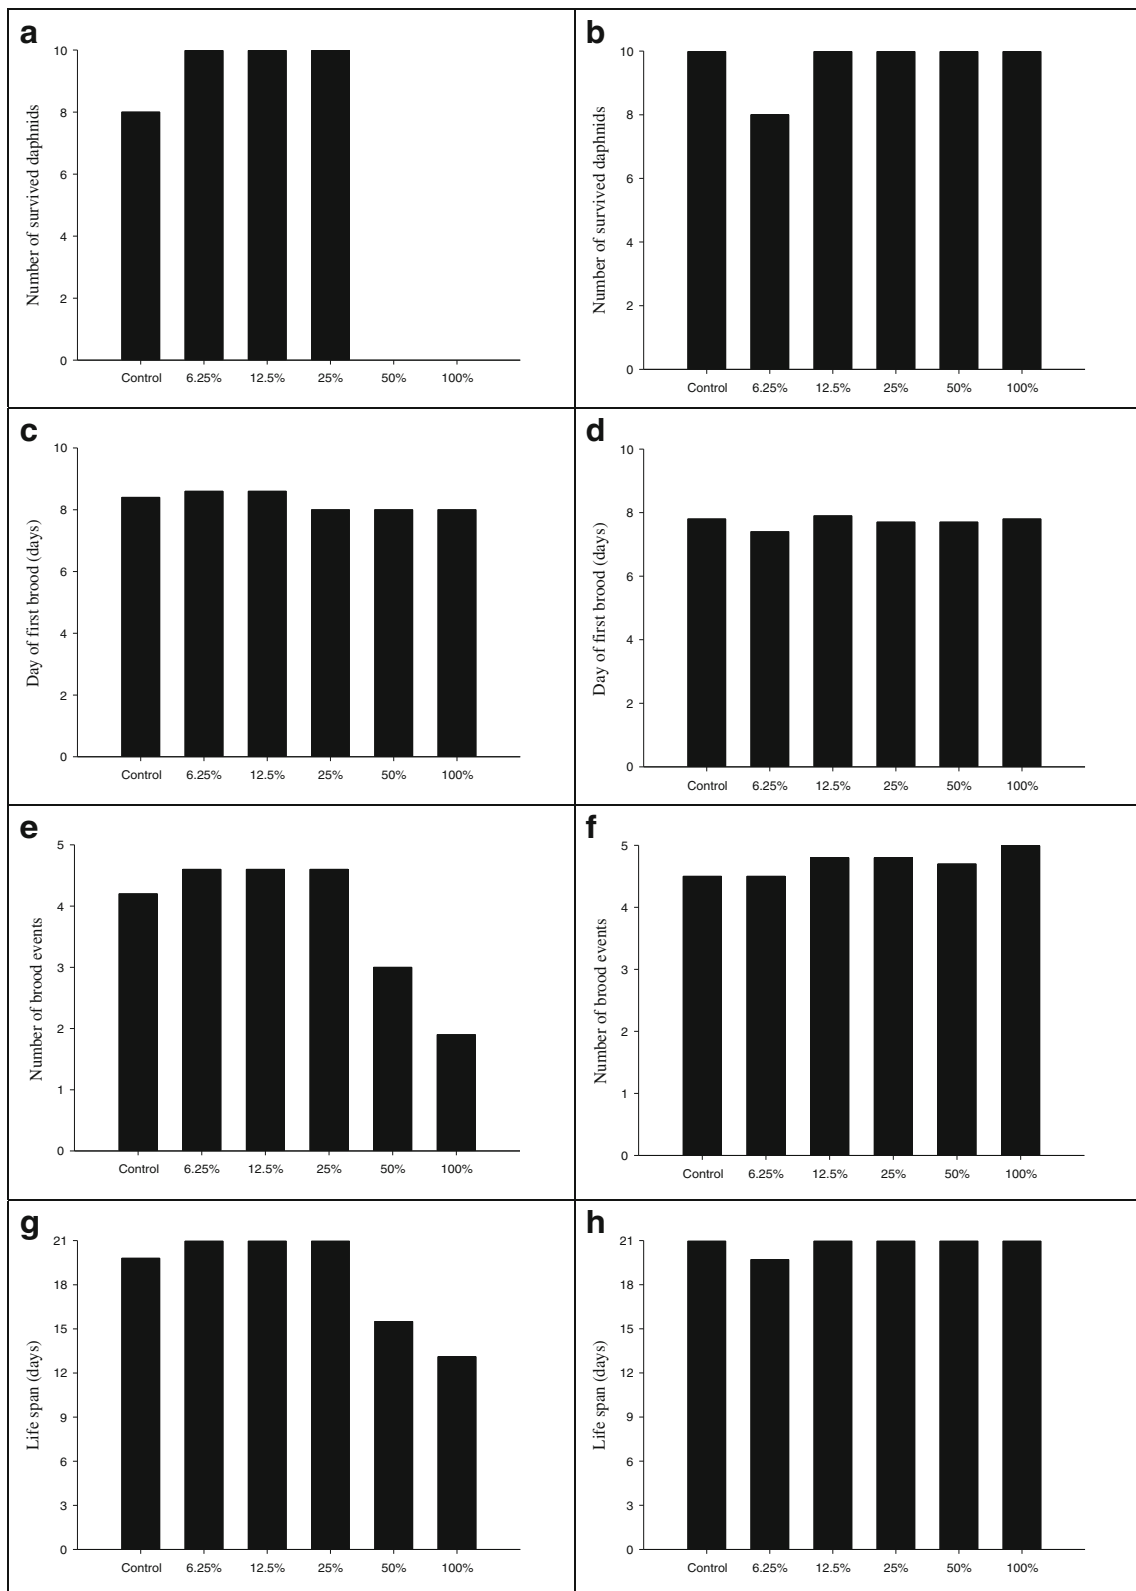 a
10
8
6
4
2
0
Number of survived daphnids
Control 6.25% 12.5% 25% 50% 100%
b
10
8
6
4
2
0
Number of survived daphnids
Control 6.25% 12.5% 25% 50% 100%
c
10
8
6
4
2
0
Day of first brood (days)
Control 6.25% 12.5% 25% 50% 100%
d
10
8
6
4
2
0
Day of first brood (days)
Control 6.25% 12.5% 25% 50% 100%
e
5
4
3
2
1
0
Number of brood events
Control 6.25% 12.5% 25% 50% 100%
f
5
4
3
2
1
0
Number of brood events
Control 6.25% 12.5% 25% 50% 100%
g
21
18
15
12
9
6
3
0
Life span (days)
Control 6.25% 12.5% 25% 50% 100%
h
21
18
15
12
9
6
3
0
Life span (days)
Control 6.25% 12.5% 25% 50% 100%